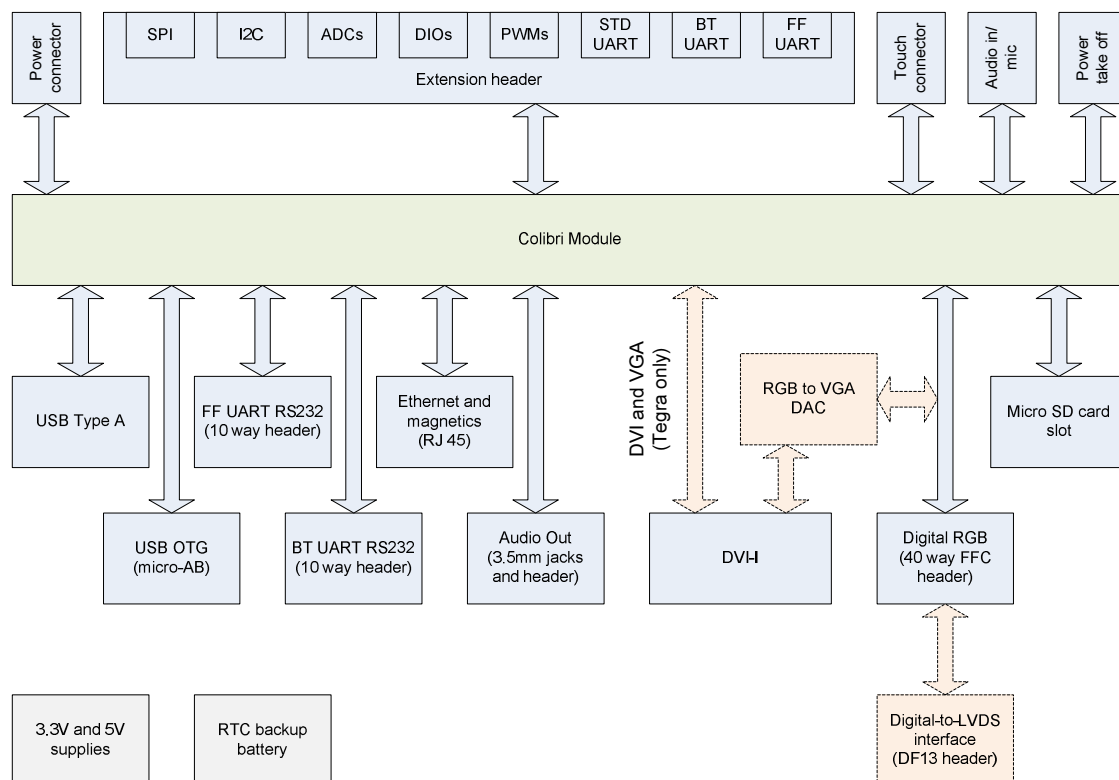 Power
connector
SPI
I2C
ADCs
DIOs
PWMs
STD
UART
BT
UART
FF
UART
Extension header
Touch
connector
Audio in/
mic
Power
take off
Colibri Module
USB Type A
FF UART RS232
(10 way header)
Ethernet and
magnetics
(RJ 45)
DVI and VGA
(Tegra only)
RGB to VGA
DAC
Micro SD card
slot
USB OTG
(micro-AB)
BT UART RS232
(10 way header)
Audio Out
(3.5mm jacks
and header)
DVI-I
Digital RGB
(40 way FFC
header)
3.3V and 5V
supplies
RTC backup
battery
Digital-to-LVDS
interface
(DF13 header)